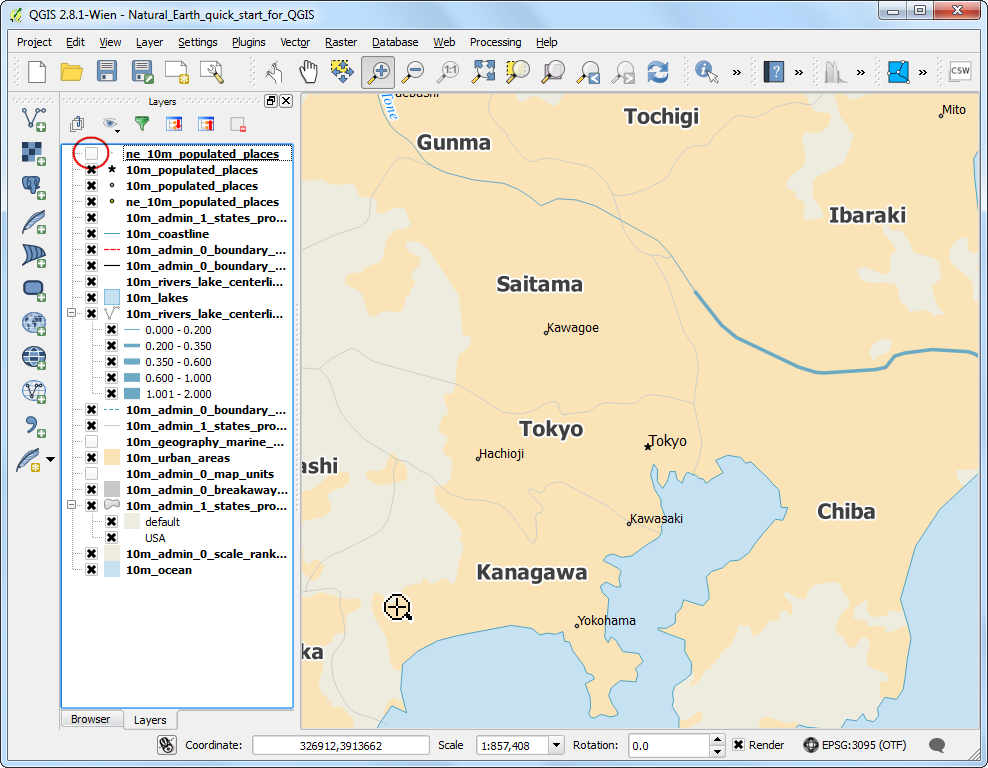 QGIS 2.8.1-Wien - Natural_Earth_quick_start_for_QGIS
Project Edit View Layer Settings Plugins Vector Raster Database Web Processing Help
CSW
Layers
ne_10m_populated_places
10m_populated_places
10m_populated_places
ne_10m_populated_places
10m_admin_1_states_pro...
10m_coastline
10m_admin_0_boundary_...
10m_admin_0_boundary_...
10m_rivers_lake_centerli...
10m_lakes
10m_rivers_lake_centerli...
0.000 - 0.200
0.200 - 0.350
0.350 - 0.600
0.600 - 1.000
1.001 - 2.000
10m_admin_0_boundary_...
10m_admin_1_states_pro...
10m_geography_marine_...
10m_urban_areas
10m_admin_0_map_units
10m_admin_0_breakaway...
10m_admin_1_states_pro...
default
USA
10m_admin_0_scale_rank...
10m_ocean
Browser Layers
Tone
Gunma
Tochigi
Mito
Ibaraki
Saitama
Kawagoe
Tokyo
Tokyo
Hachioji
ashi
Kawasaki
Chiba
Kanagawa
Yokohama
ka
Coordinate: 326912,3913662 Scale 1:857,408 Rotation: 0.0 Render EPSG:3095 (OTF)